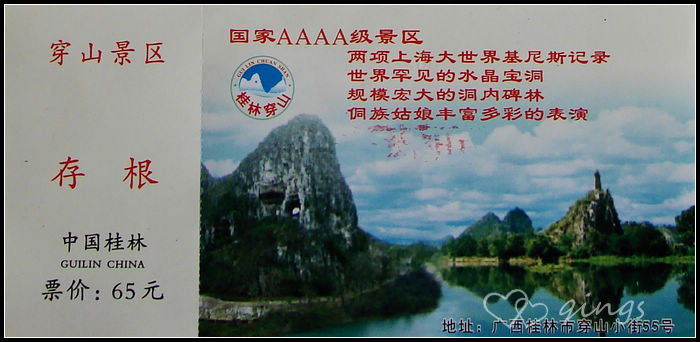 穿山景区
存根
中国桂林
GUILIN CHINA
票价：65元
国家AAAA级景区
两项上海大世界基尼斯记录
世界罕见的水晶宝洞
规模宏大的洞内碑林
侗族姑娘丰富多彩的表演
GUI LIN CHUAN SHAN
桂林穿山
qings
地址：广西桂林市穿山小街55号